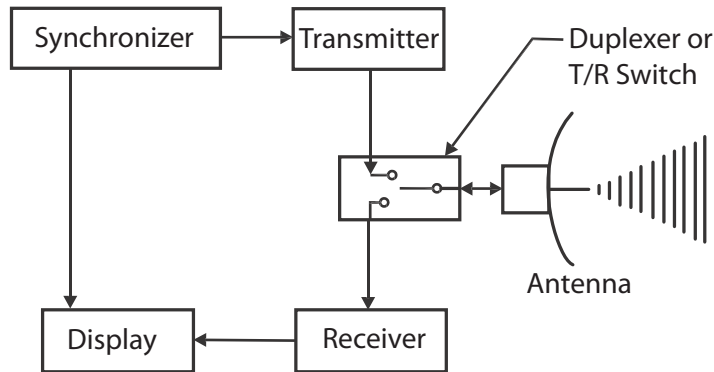 Synchronizer
Transmitter
Duplexer or
T/R Switch
Antenna
Display
Receiver